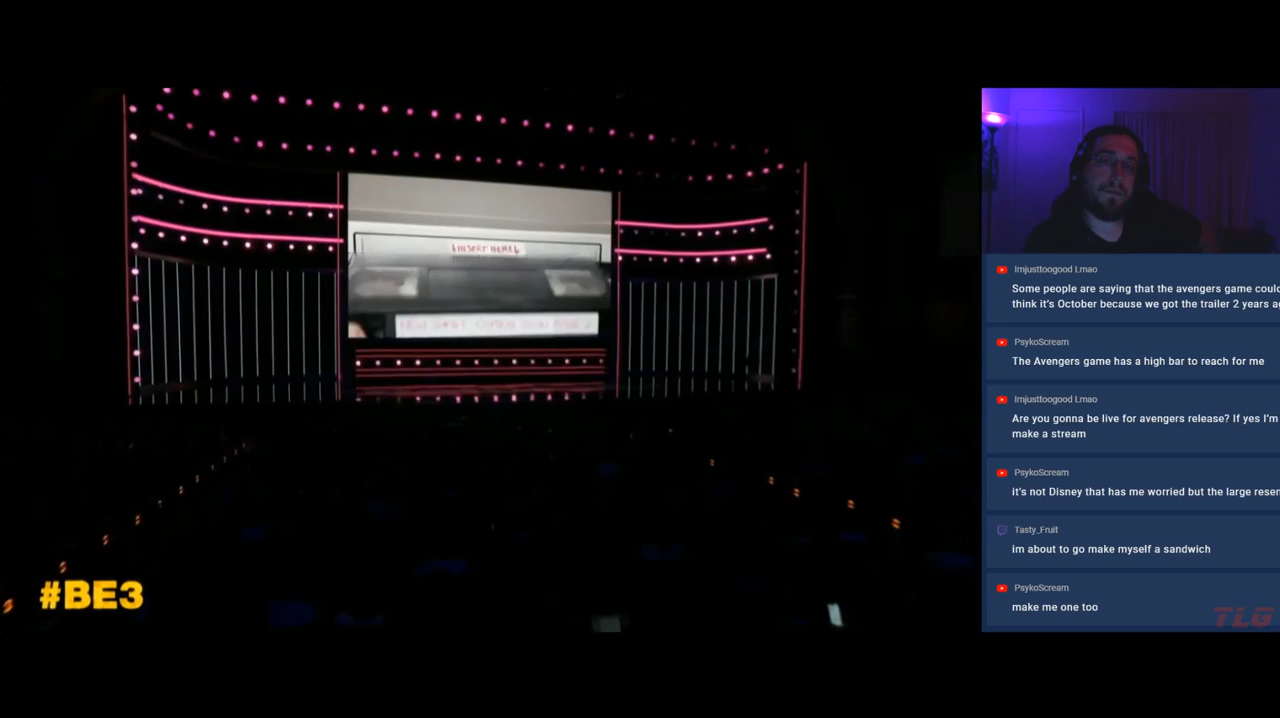 #BE3
Imjusttoogood Lmao
Some people are saying that the avengers game coul
think it's October because we got the trailer 2 years a
PsykoScream
The Avengers game has a high bar to reach for me
Imjusttoogood Lmao
Are you gonna be live for avengers release? If yes I'm
make a stream
PsykoScream
it's not Disney that has me worried but the large rese
Tasty_Fruit
im about to go make myself a sandwich
PsykoScream
make me one too
TLG